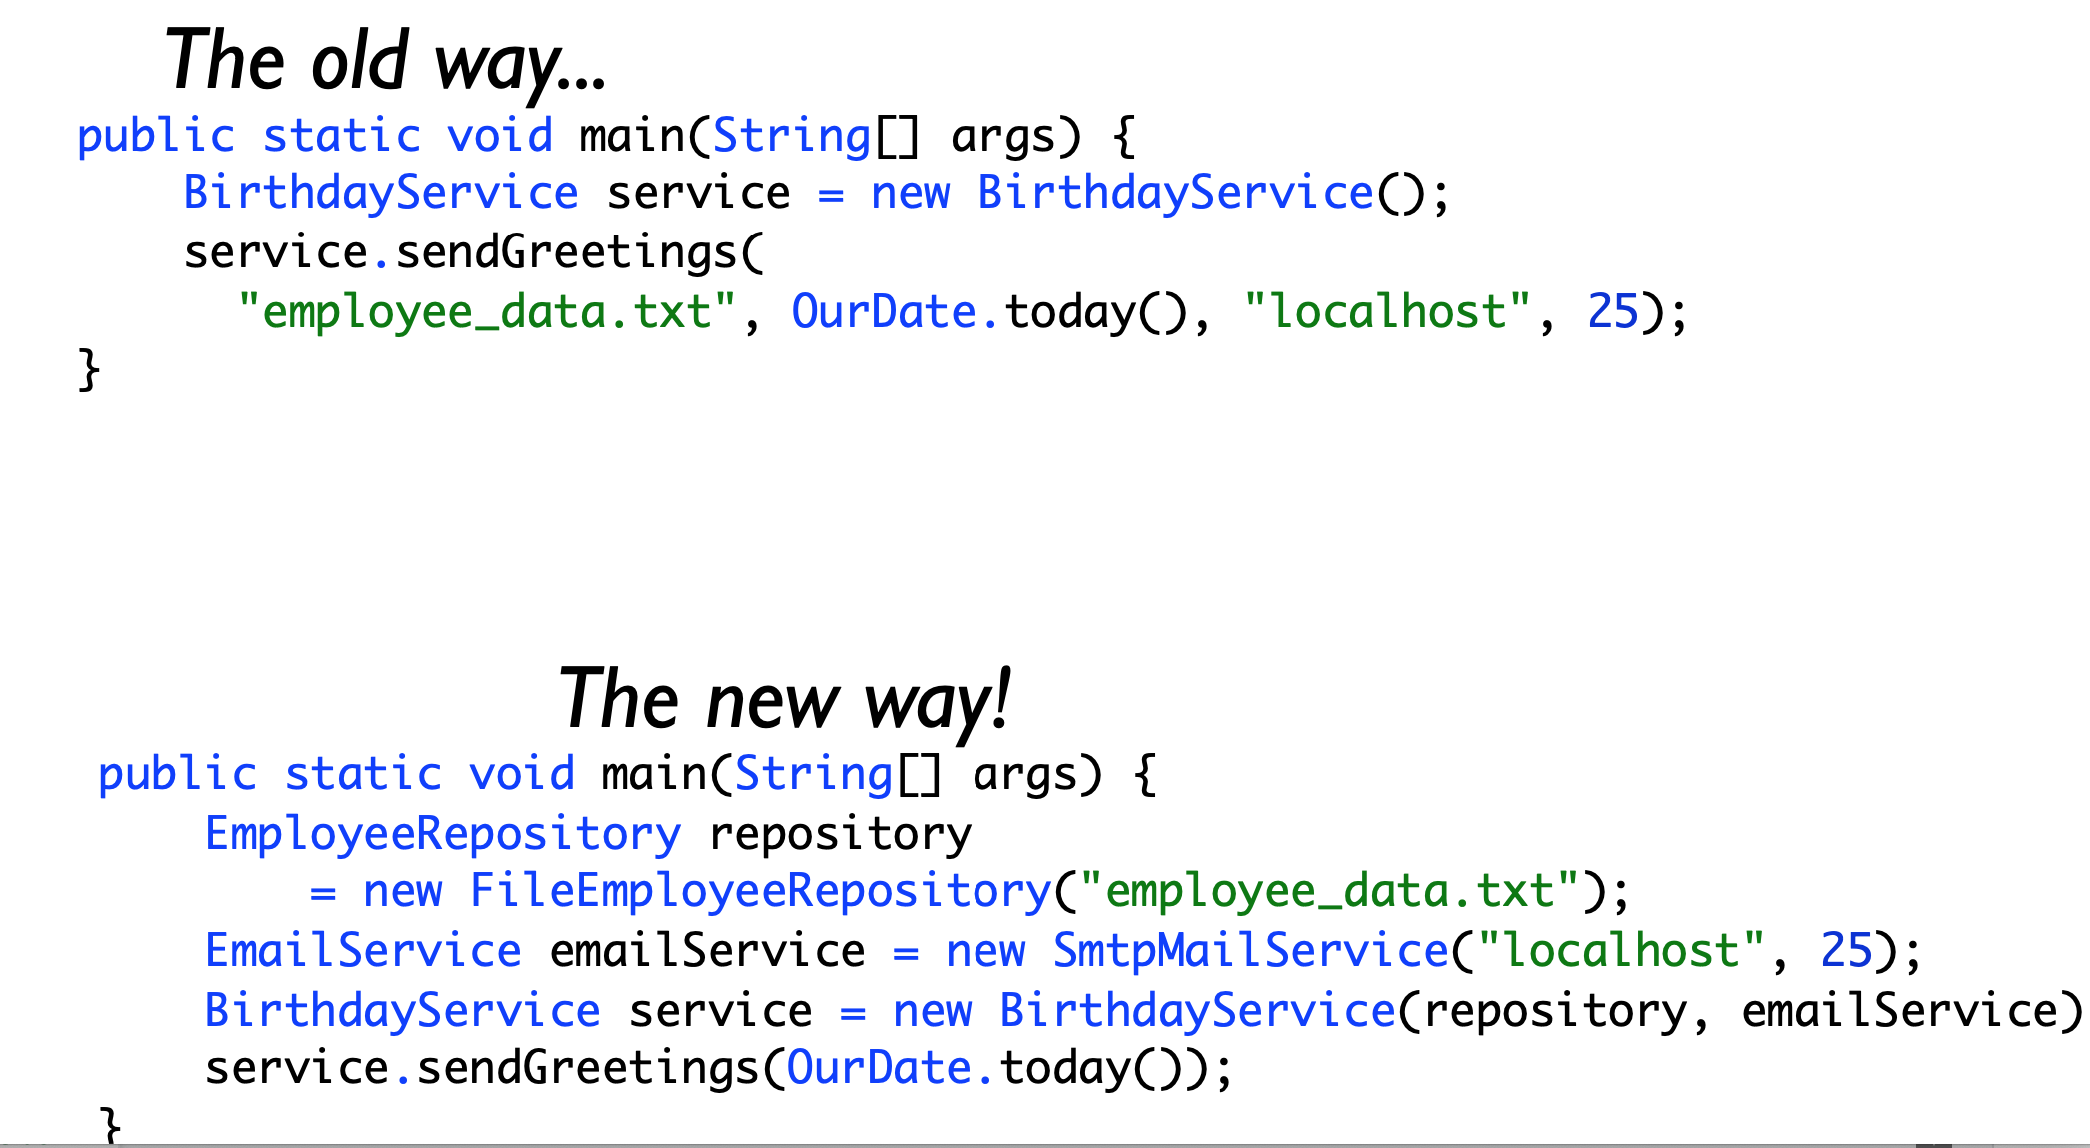 The old way...
public static void main(String[] args) {
    BirthdayService service = new BirthdayService();
    service.sendGreetings(
      "employee_data.txt", OurDate.today(), "localhost", 25);
}
The new way!
public static void main(String[] args) {
    EmployeeRepository repository
        = new FileEmployeeRepository("employee_data.txt");
    EmailService emailService = new SmtpMailService("localhost", 25);
    BirthdayService service = new BirthdayService(repository, emailService)
    service.sendGreetings(OurDate.today());
}